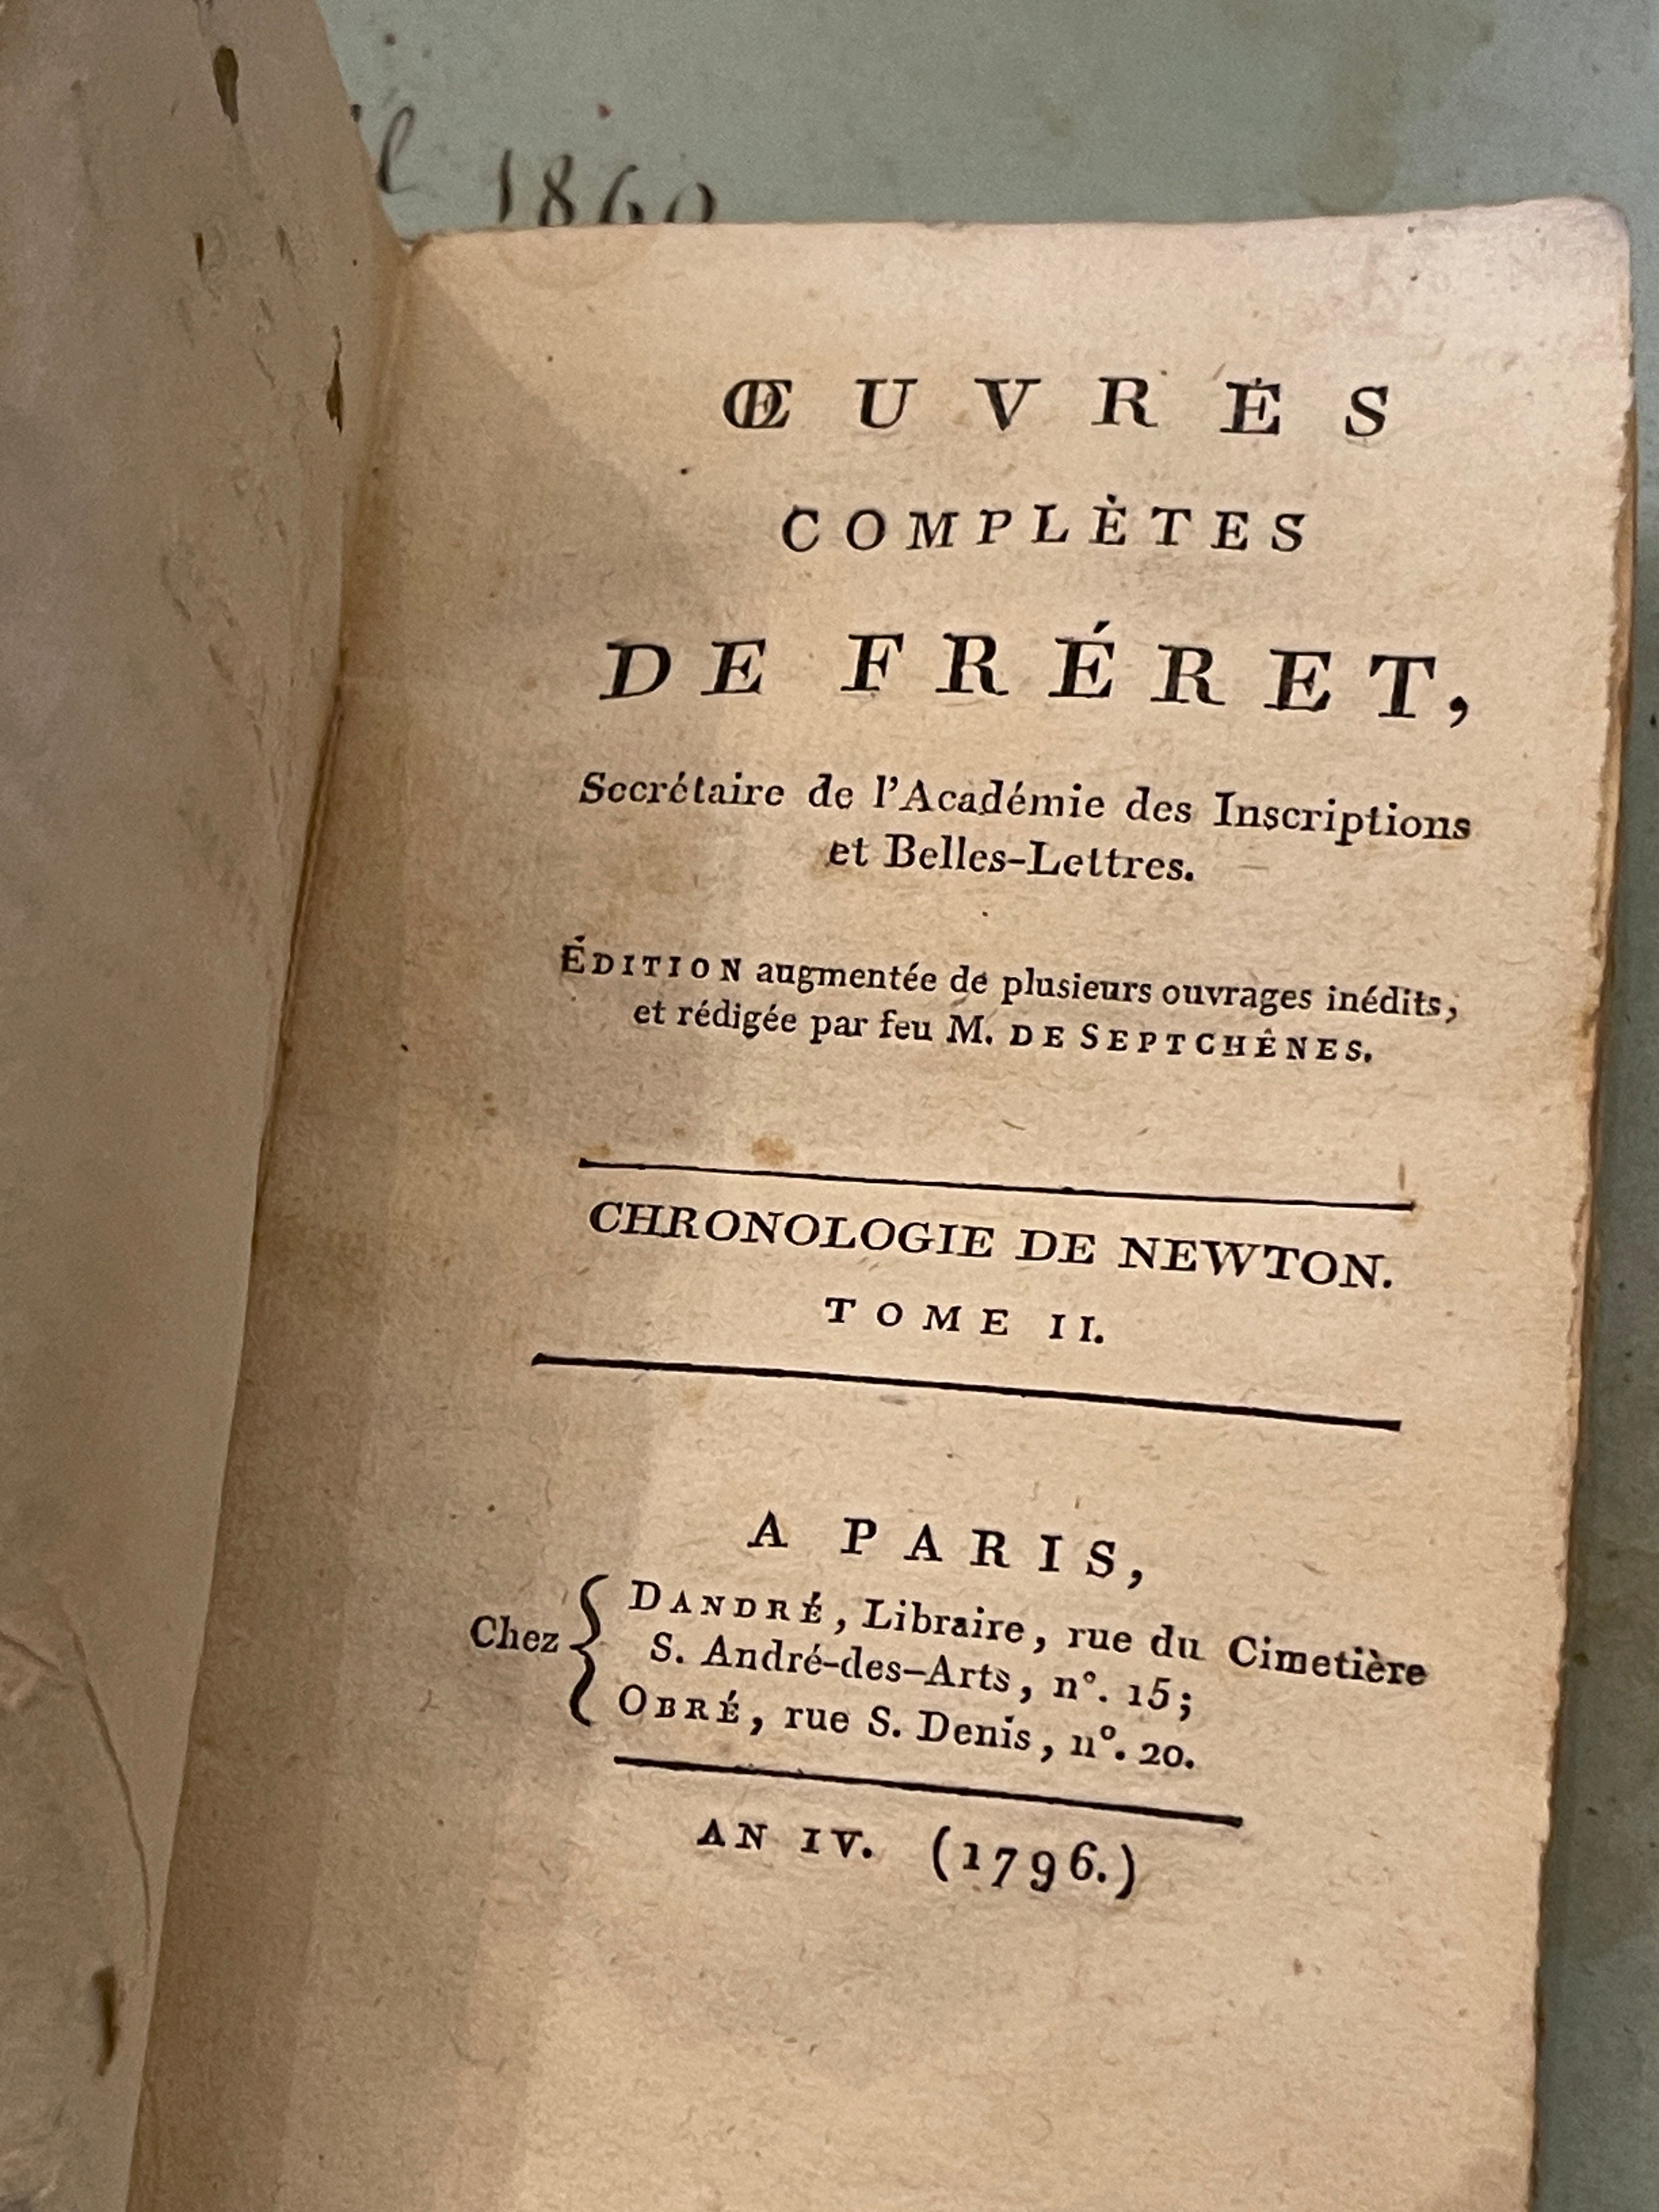 1860
ŒUVRES
COMPLÈTES
DE FRÉRET,
Secrétaire de l'Académie des Inscriptions
et Belles-Lettres.
ÉDITION augmentée de plusieurs ouvrages inédits,
et rédigée par feu M. DE SEPTCHÊNES.
CHRONOLOGIE DE NEWTON.
TOME II.
A PARIS,
Chez { DANDRÉ, Libraire, rue du Cimetière
S. André-des-Arts, n°. 15;
OBRÉ, rue S. Denis, n°. 20.
AN IV. (1796.)